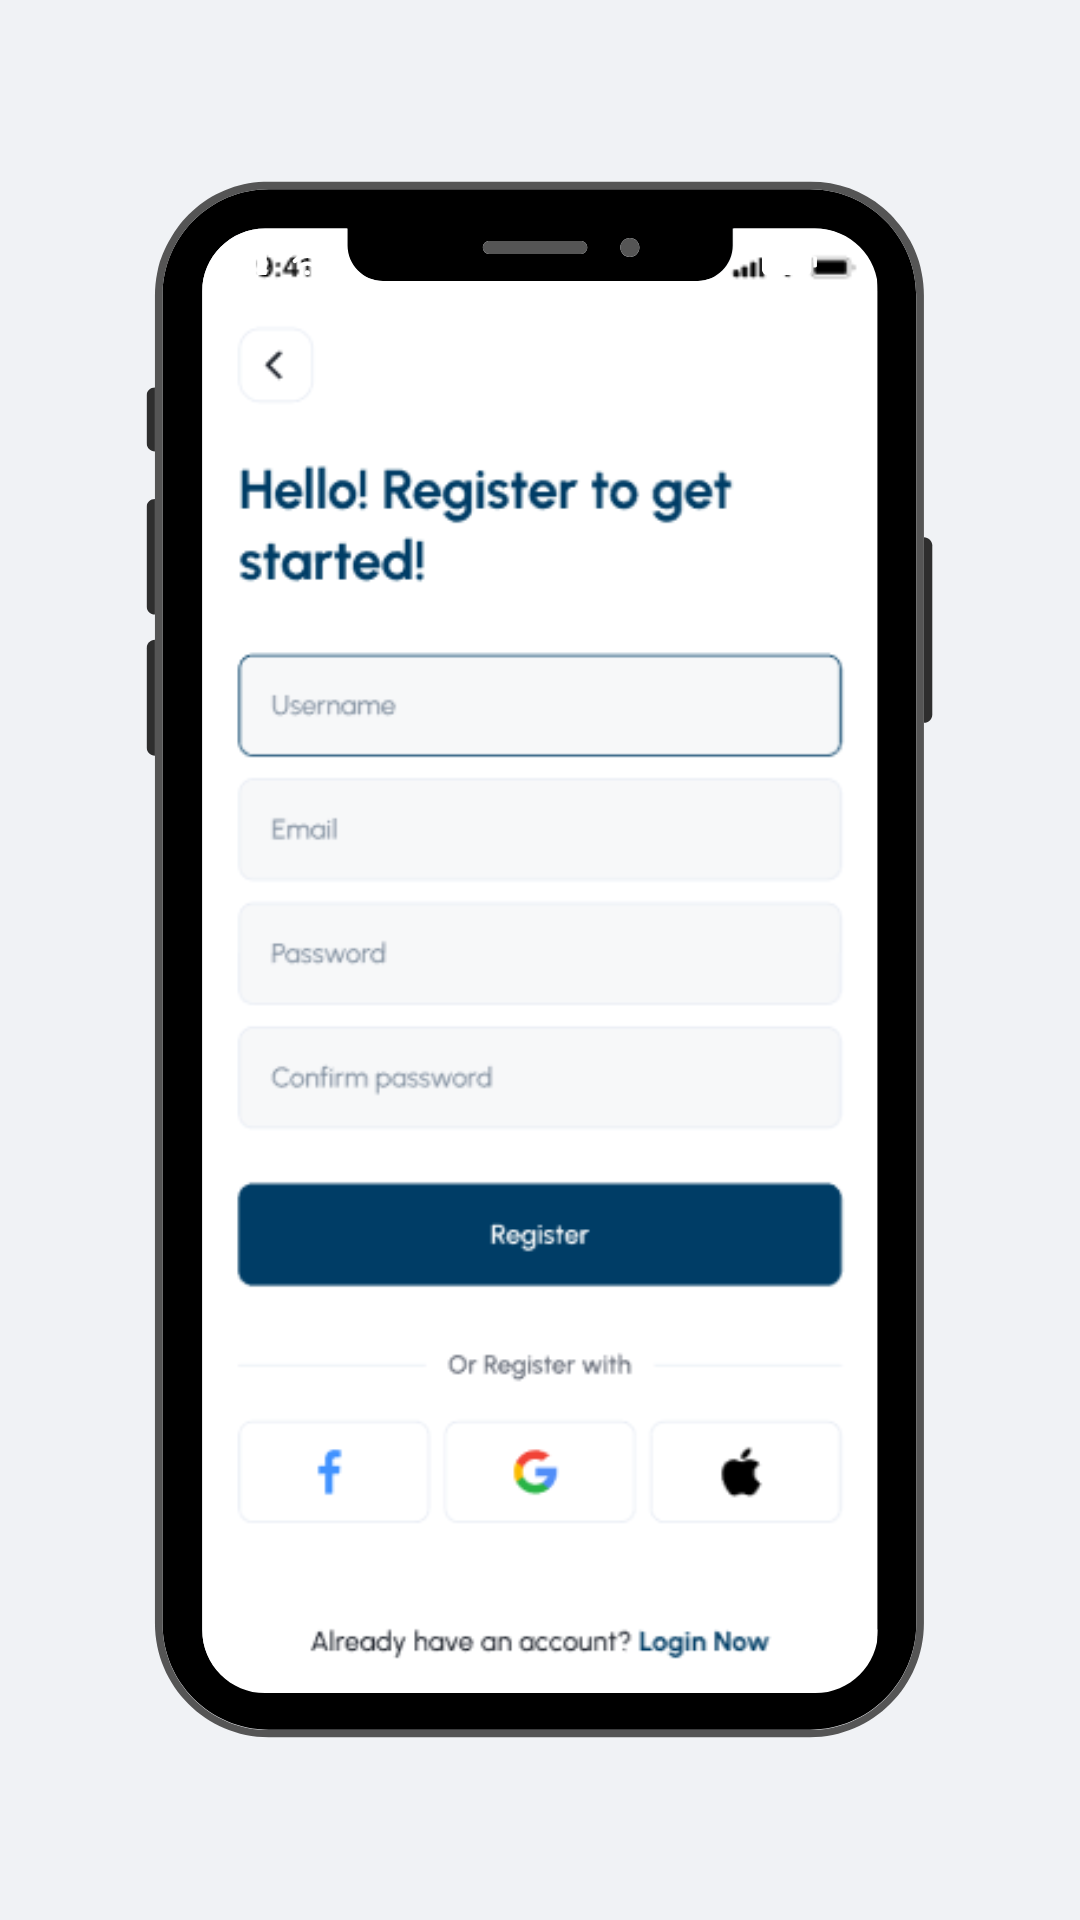 Hello! Register to get
started!
Username
Email
Password
Confirm password
Register
Or Register with
Already have an account? Login Now